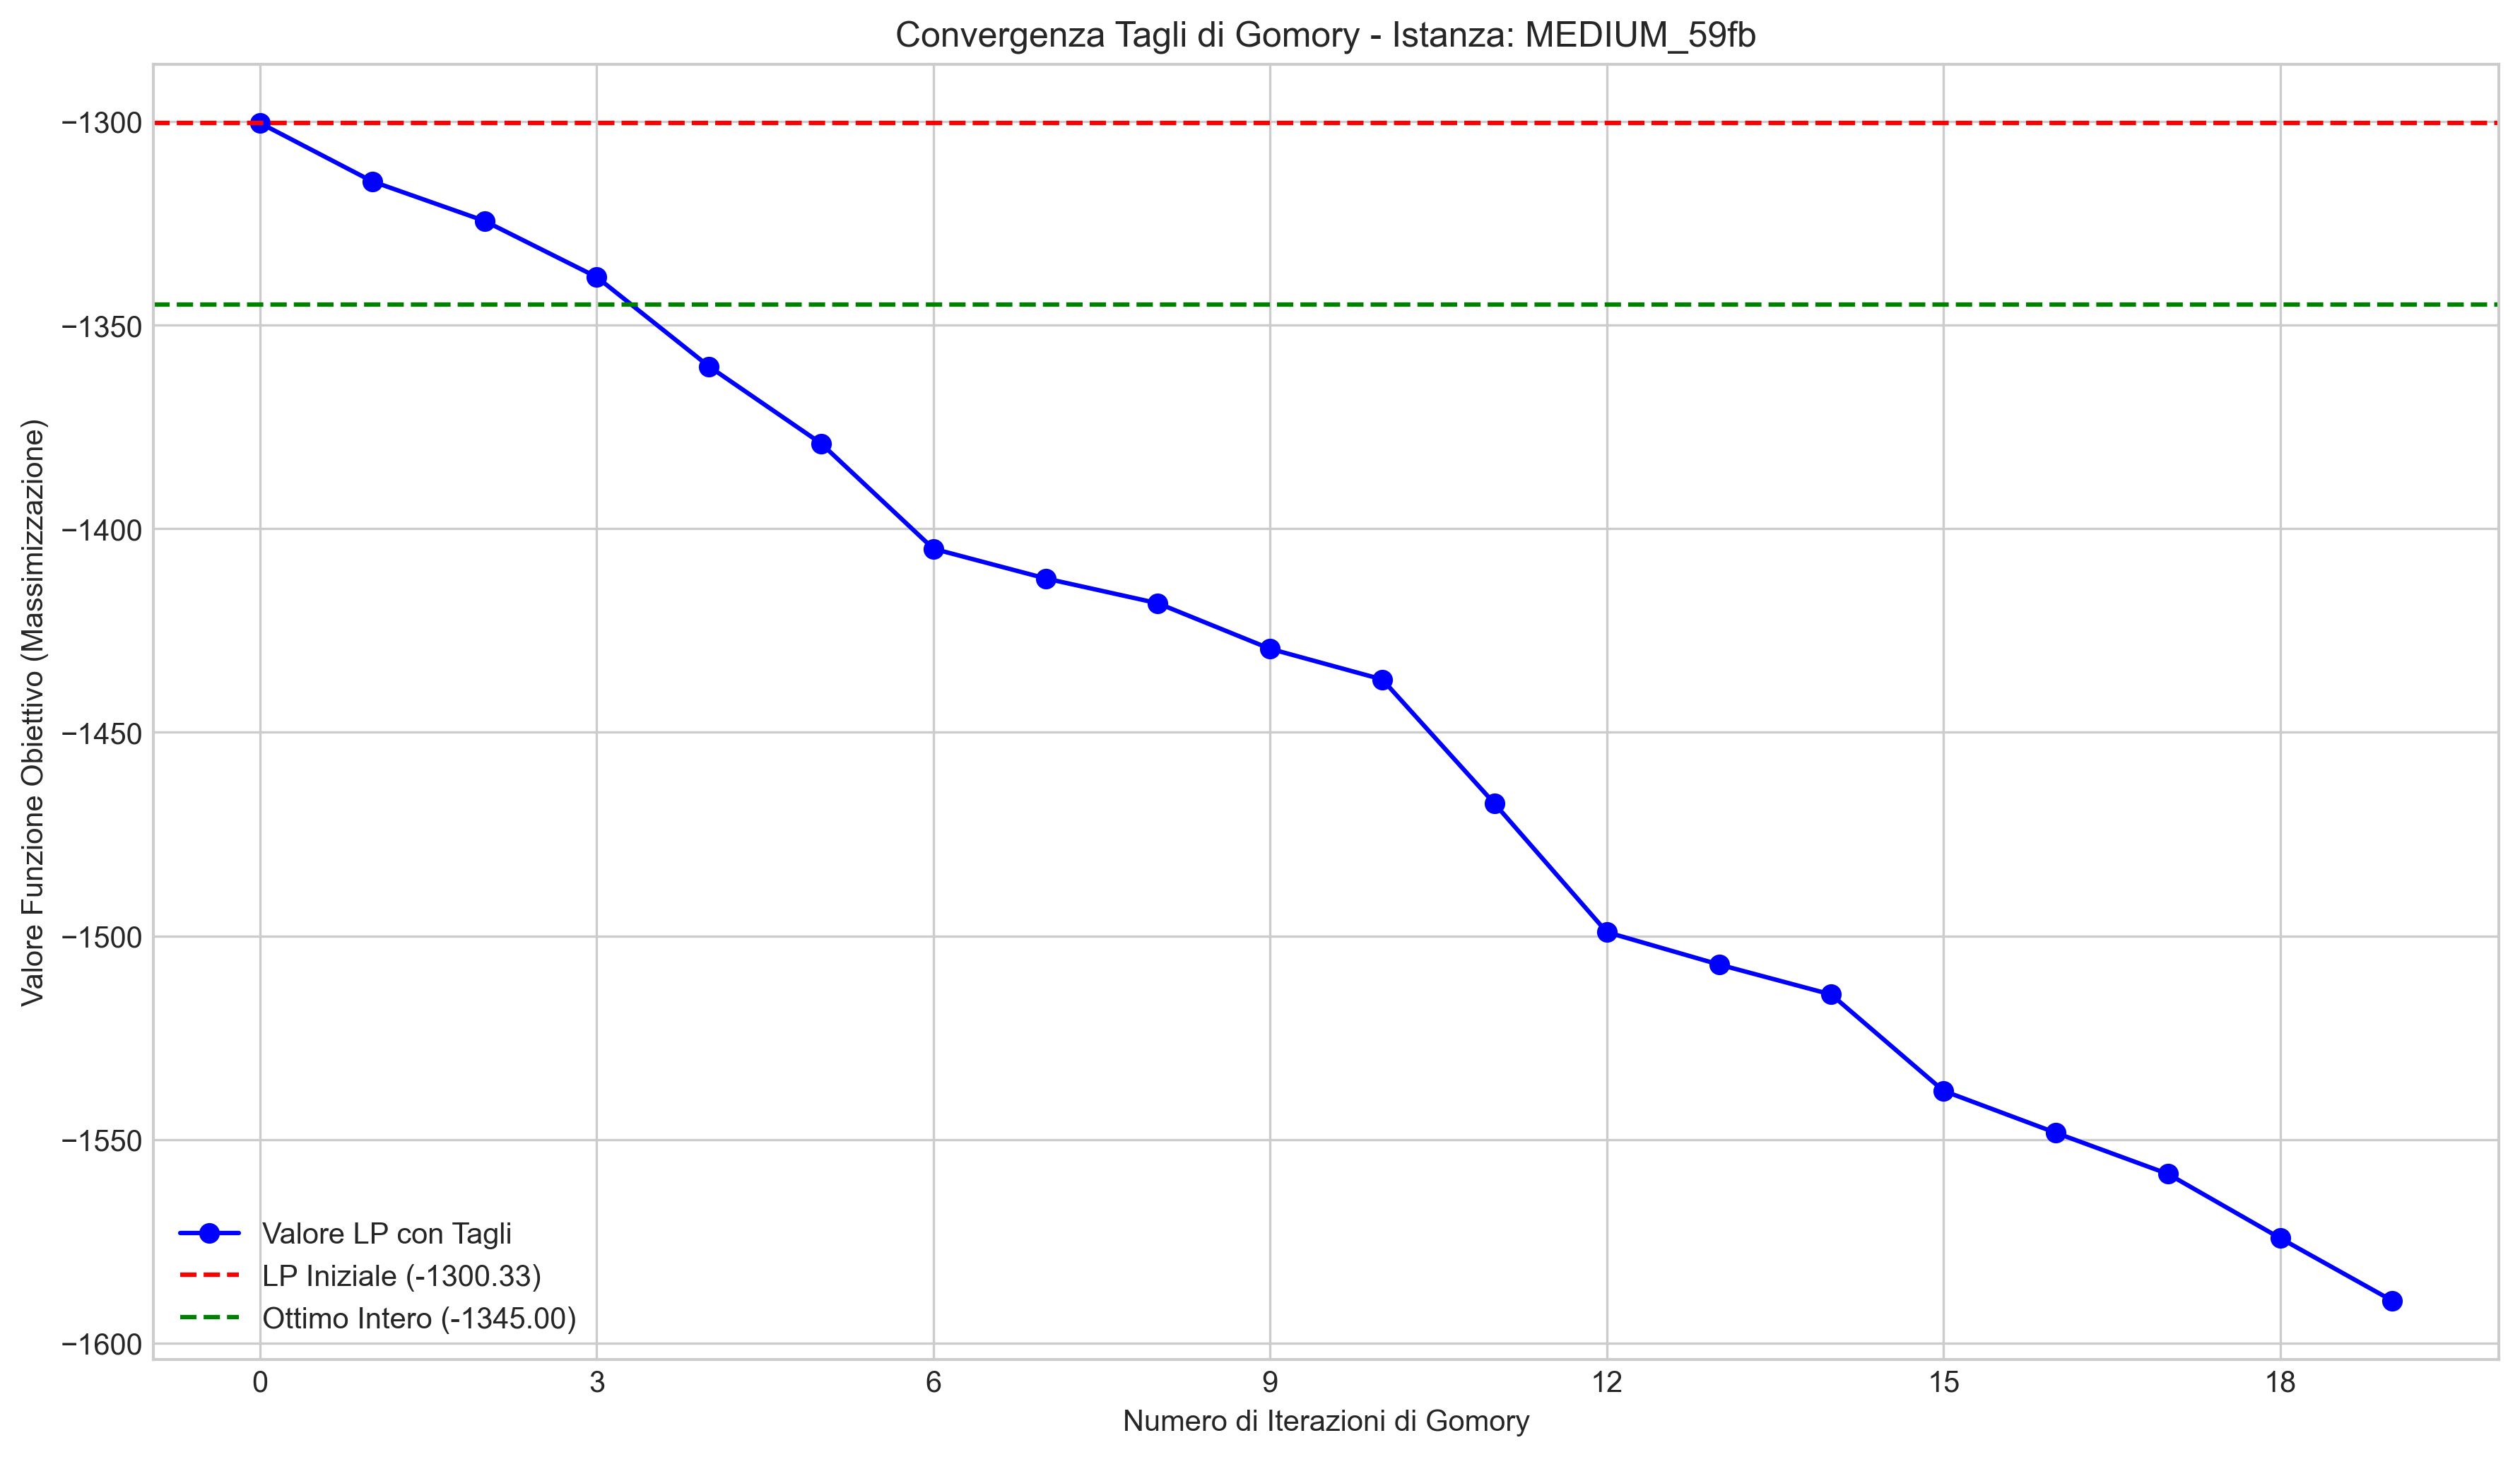 Convergenza Tagli di Gomory - Istanza: MEDIUM_59fb
Valore Funzione Obiettivo (Massimizzazione)
−1300
−1350
−1400
−1450
−1500
−1550
−1600
Valore LP con Tagli
LP Iniziale (-1300.33)
Ottimo Intero (-1345.00)
0 3 6 9 12 15 18
Numero di Iterazioni di Gomory